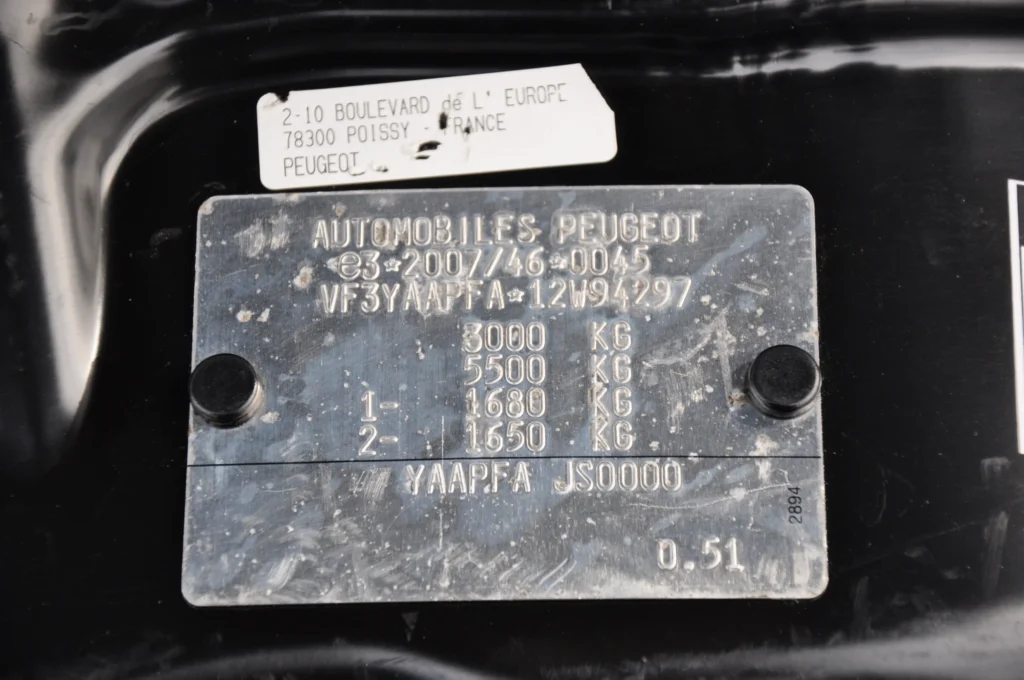 2-10 BOULEVARD de L' EUROPE
78300 POISSY - FRANCE
PEUGEOT
AUTOMOBILES PEUGEOT
e3*2007/46*0045
VF3YAAPFA*12W94297
3000 KG
5500 KG
1- 1680 KG
2- 1650 KG
YAAPFA JS0000
2894
0.51